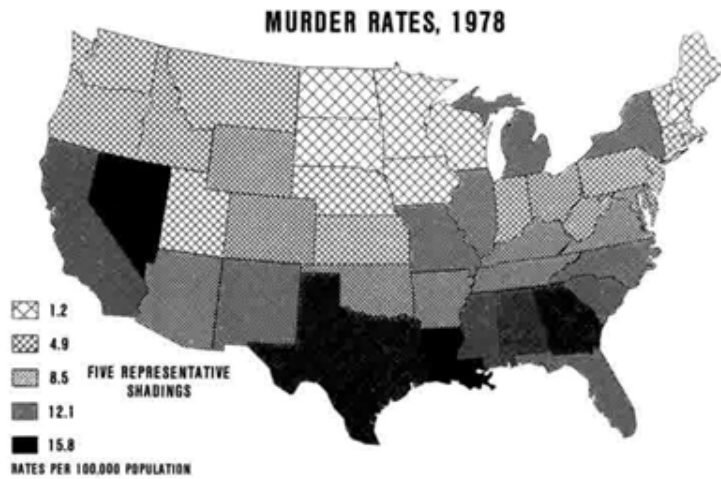 MURDER RATES, 1978
1.2
4.9
8.5
FIVE REPRESENTATIVE
SHADINGS
12.1
15.8
RATES PER 100,000 POPULATION